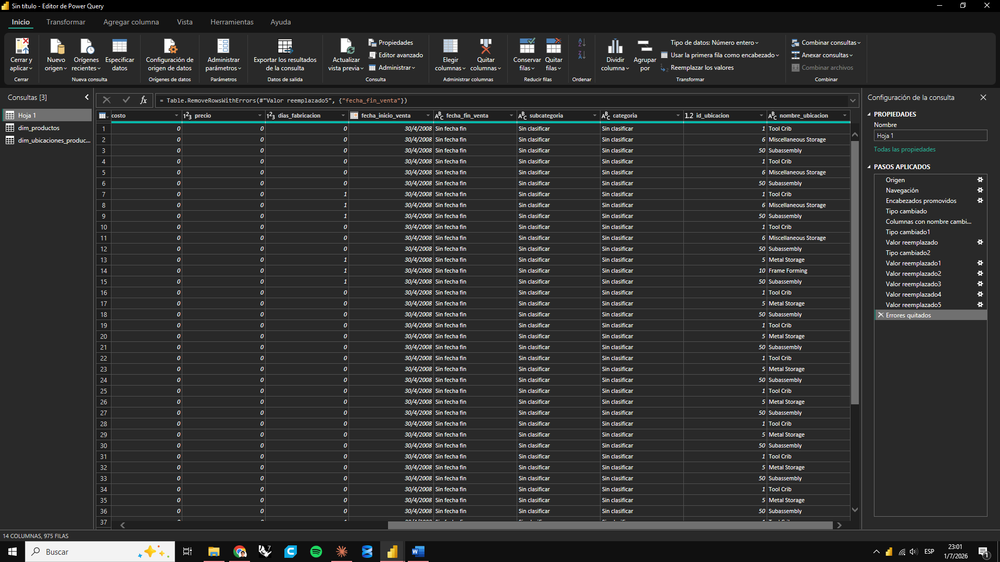 Sin título - Editor de Power Query
Inicio Transformar Agregar columna Vista Herramientas Ayuda
Cerrar y aplicar
Nuevo origen
Orígenes recientes
Especificar datos
Configuración de origen de datos
Administrar parámetros
Exportar los resultados de la consulta
Actualizar vista previa
Propiedades
Editor avanzado
Administrar
Elegir columnas
Quitar columnas
Conservar filas
Quitar filas
Dividir columna
Agrupar por
Tipo de datos: Número entero
Usar la primera fila como encabezado
Reemplazar los valores
Combinar consultas
Anexar consultas
Combinar archivos
Cerrar Nueva consulta Orígenes de datos Parámetros Datos de salida Consulta Administrar columnas Reducir filas Ordenar Transformar Combinar
Consultas [3]
Hoja 1
dim_productos
dim_ubicaciones_produc...
fx = Table.RemoveRowsWithErrors(#"Valor reemplazado5", {"fecha_fin_venta"})
costo 123 precio 123 dias_fabricacion fecha_inicio_venta ABC fecha_fin_venta ABC subcategoria ABC categoria 1.2 id_ubicacion ABC nombre_ubicacion
1 0 0 0 30/4/2008 Sin fecha fin Sin clasificar Sin clasificar 1 Tool Crib
2 0 0 0 30/4/2008 Sin fecha fin Sin clasificar Sin clasificar 6 Miscellaneous Storage
3 0 0 0 30/4/2008 Sin fecha fin Sin clasificar Sin clasificar 50 Subassembly
4 0 0 0 30/4/2008 Sin fecha fin Sin clasificar Sin clasificar 1 Tool Crib
5 0 0 0 30/4/2008 Sin fecha fin Sin clasificar Sin clasificar 6 Miscellaneous Storage
6 0 0 0 30/4/2008 Sin fecha fin Sin clasificar Sin clasificar 50 Subassembly
7 0 0 1 30/4/2008 Sin fecha fin Sin clasificar Sin clasificar 1 Tool Crib
8 0 0 1 30/4/2008 Sin fecha fin Sin clasificar Sin clasificar 6 Miscellaneous Storage
9 0 0 1 30/4/2008 Sin fecha fin Sin clasificar Sin clasificar 50 Subassembly
10 0 0 0 30/4/2008 Sin fecha fin Sin clasificar Sin clasificar 1 Tool Crib
11 0 0 0 30/4/2008 Sin fecha fin Sin clasificar Sin clasificar 6 Miscellaneous Storage
12 0 0 0 30/4/2008 Sin fecha fin Sin clasificar Sin clasificar 50 Subassembly
13 0 0 1 30/4/2008 Sin fecha fin Sin clasificar Sin clasificar 5 Metal Storage
14 0 0 1 30/4/2008 Sin fecha fin Sin clasificar Sin clasificar 10 Frame Forming
15 0 0 1 30/4/2008 Sin fecha fin Sin clasificar Sin clasificar 50 Subassembly
16 0 0 0 30/4/2008 Sin fecha fin Sin clasificar Sin clasificar 1 Tool Crib
17 0 0 0 30/4/2008 Sin fecha fin Sin clasificar Sin clasificar 5 Metal Storage
18 0 0 0 30/4/2008 Sin fecha fin Sin clasificar Sin clasificar 50 Subassembly
19 0 0 0 30/4/2008 Sin fecha fin Sin clasificar Sin clasificar 1 Tool Crib
20 0 0 0 30/4/2008 Sin fecha fin Sin clasificar Sin clasificar 5 Metal Storage
21 0 0 0 30/4/2008 Sin fecha fin Sin clasificar Sin clasificar 50 Subassembly
22 0 0 0 30/4/2008 Sin fecha fin Sin clasificar Sin clasificar 1 Tool Crib
23 0 0 0 30/4/2008 Sin fecha fin Sin clasificar Sin clasificar 5 Metal Storage
24 0 0 0 30/4/2008 Sin fecha fin Sin clasificar Sin clasificar 50 Subassembly
25 0 0 0 30/4/2008 Sin fecha fin Sin clasificar Sin clasificar 1 Tool Crib
26 0 0 0 30/4/2008 Sin fecha fin Sin clasificar Sin clasificar 5 Metal Storage
27 0 0 0 30/4/2008 Sin fecha fin Sin clasificar Sin clasificar 50 Subassembly
28 0 0 0 30/4/2008 Sin fecha fin Sin clasificar Sin clasificar 1 Tool Crib
29 0 0 0 30/4/2008 Sin fecha fin Sin clasificar Sin clasificar 5 Metal Storage
30 0 0 0 30/4/2008 Sin fecha fin Sin clasificar Sin clasificar 50 Subassembly
31 0 0 0 30/4/2008 Sin fecha fin Sin clasificar Sin clasificar 1 Tool Crib
32 0 0 0 30/4/2008 Sin fecha fin Sin clasificar Sin clasificar 5 Metal Storage
33 0 0 0 30/4/2008 Sin fecha fin Sin clasificar Sin clasificar 50 Subassembly
34 0 0 0 30/4/2008 Sin fecha fin Sin clasificar Sin clasificar 1 Tool Crib
35 0 0 0 30/4/2008 Sin fecha fin Sin clasificar Sin clasificar 5 Metal Storage
36 0 0 0 30/4/2008 Sin fecha fin Sin clasificar Sin clasificar 50 Subassembly
37
Configuración de la consulta
PROPIEDADES
Nombre
Hoja 1
Todas las propiedades
PASOS APLICADOS
Origen
Navegación
Encabezados promovidos
Tipo cambiado
Columnas con nombre cambi...
Tipo cambiado1
Valor reemplazado
Tipo cambiado2
Valor reemplazado1
Valor reemplazado2
Valor reemplazado3
Valor reemplazado4
Valor reemplazado5
Errores quitados
14 COLUMNAS, 975 FILAS
Buscar
ESP
23:01
1/7/2026
1